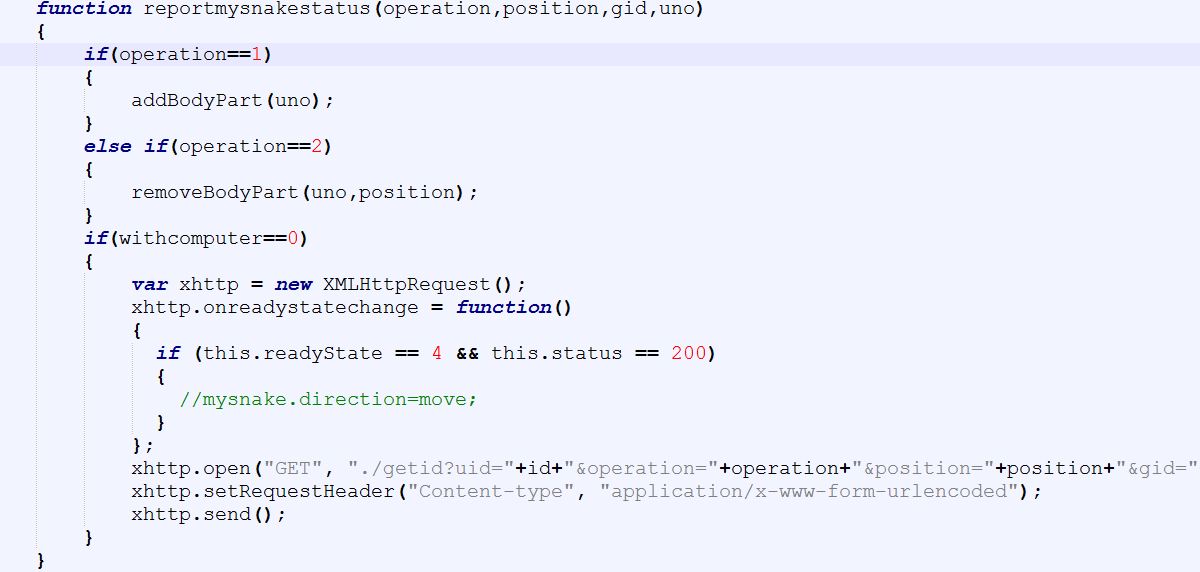 function reportmysnakestatus(operation,position,gid,uno)
{
if(operation==1)
{
addBodyPart(uno);
}
else if(operation==2)
{
removeBodyPart(uno,position);
}
if(withcomputer==0)
{
var xhttp = new XMLHttpRequest();
xhttp.onreadystatechange = function()
{
if (this.readyState == 4 && this.status == 200)
{
//mysnake.direction=move;
}
};
xhttp.open("GET", "./getid?uid="+id+"&operation="+operation+"&position="+position+"&gid="
xhttp.setRequestHeader("Content-type", "application/x-www-form-urlencoded");
xhttp.send();
}
}